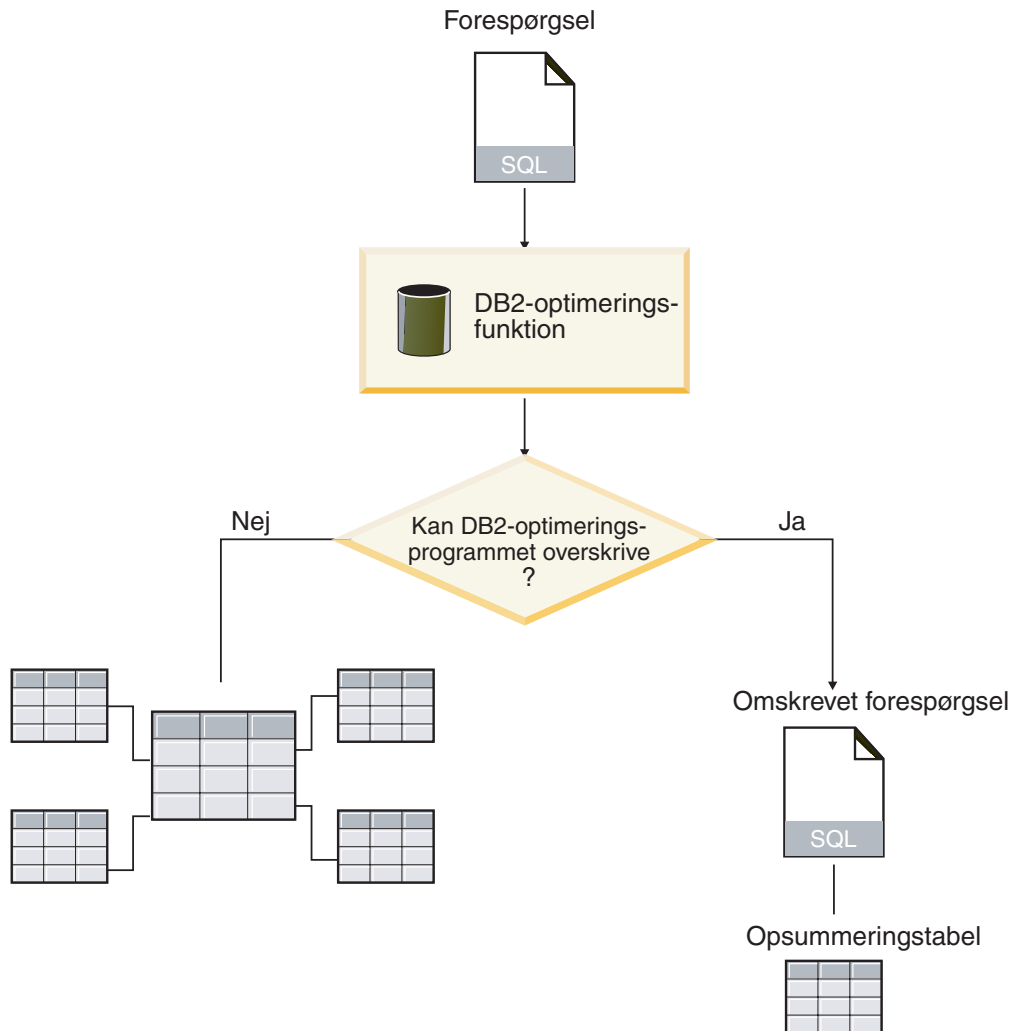 Forespørgsel
SQL
DB2-optimerings-
funktion
Kan DB2-optimerings-
programmet overskrive
?
Nej
Ja
Omskrevet forespørgsel
SQL
Opsummeringstabel